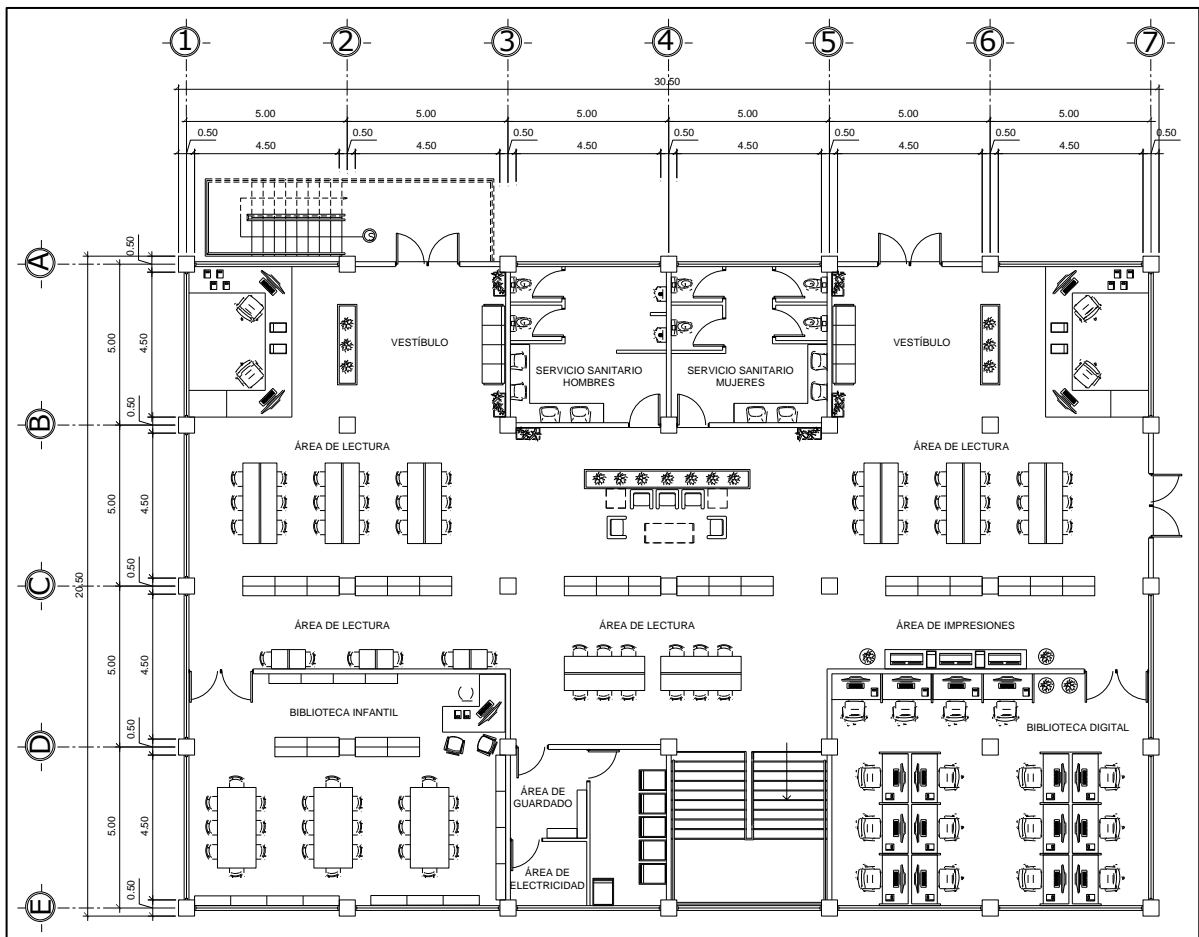 1 2 3 4 5 6 7
30.50
5.00 5.00 5.00 5.00 5.00 5.00
0.50 0.50 0.50 0.50 0.50 0.50 0.50
4.50 4.50 4.50 4.50 4.50 4.50
S
A
0.50
5.00
4.50
VESTÍBULO
SERVICIO SANITARIO
HOMBRES
SERVICIO SANITARIO
MUJERES
VESTÍBULO
0.50
B
ÁREA DE LECTURA
ÁREA DE LECTURA
5.00
4.50
0.50
C
20.50
ÁREA DE LECTURA
ÁREA DE LECTURA
ÁREA DE IMPRESIONES
5.00
4.50
BIBLIOTECA INFANTIL
BIBLIOTECA DIGITAL
0.50
D
5.00
4.50
ÁREA DE
GUARDADO
ÁREA DE
ELECTRICIDAD
0.50
E